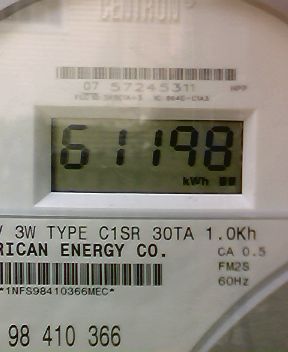 CENTRON
07 57245311
61198
kWh
V 3W TYPE C1SR 30TA 1.0Kh
RICAN ENERGY CO.
CA 0.5
FM2S
60Hz
*1NFS98410366MEC*
98 410 366